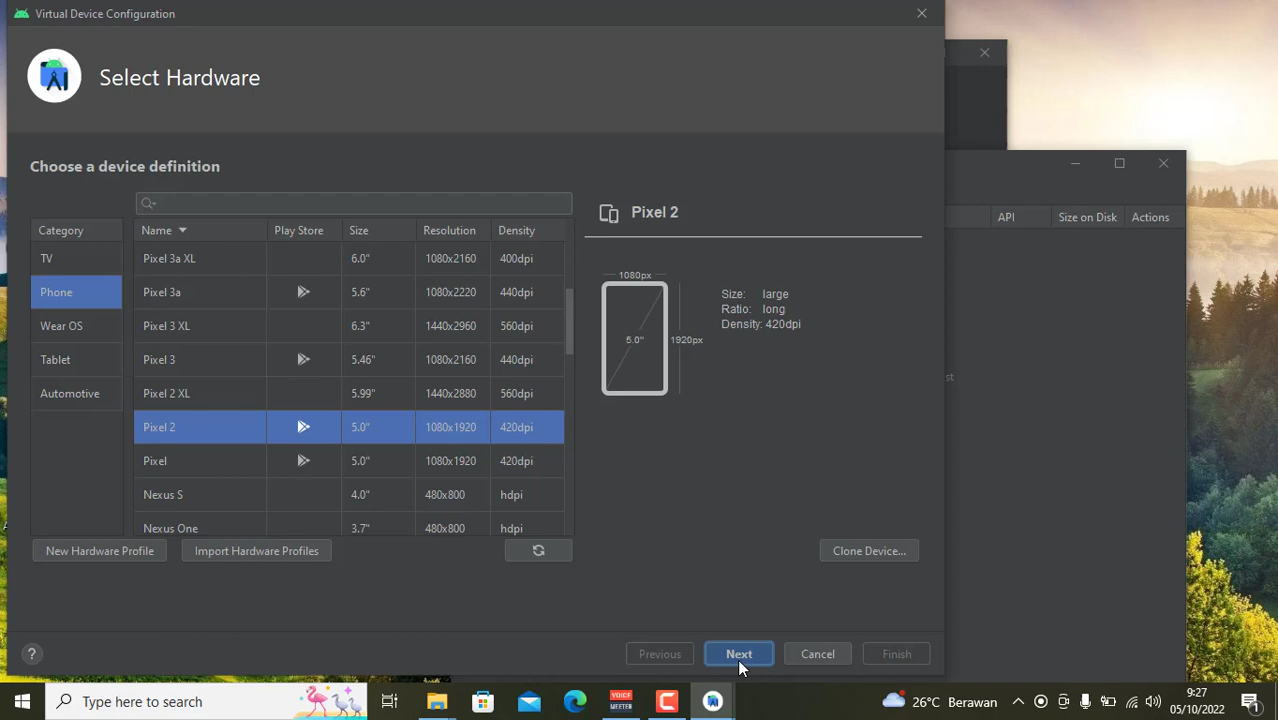 Virtual Device Configuration
Select Hardware
Choose a device definition
Category
Name
Play Store
Size
Resolution
Density
TV
Phone
Wear OS
Tablet
Automotive
Pixel 3a XL 6.0" 1080x2160 400dpi
Pixel 3a 5.6" 1080x2220 440dpi
Pixel 3 XL 6.3" 1440x2960 560dpi
Pixel 3 5.46" 1080x2160 440dpi
Pixel 2 XL 5.99" 1440x2880 560dpi
Pixel 2 5.0" 1080x1920 420dpi
Pixel 5.0" 1080x1920 420dpi
Nexus S 4.0" 480x800 hdpi
Nexus One 3.7" 480x800 hdpi
New Hardware Profile
Import Hardware Profiles
Pixel 2
1080px
5.0"
1920px
Size: large
Ratio: long
Density: 420dpi
Clone Device...
?
Previous
Next
Cancel
Finish
API
Size on Disk
Actions
st
Type here to search
VOICE
MEETER
26°C Berawan
9:27
05/10/2022
1